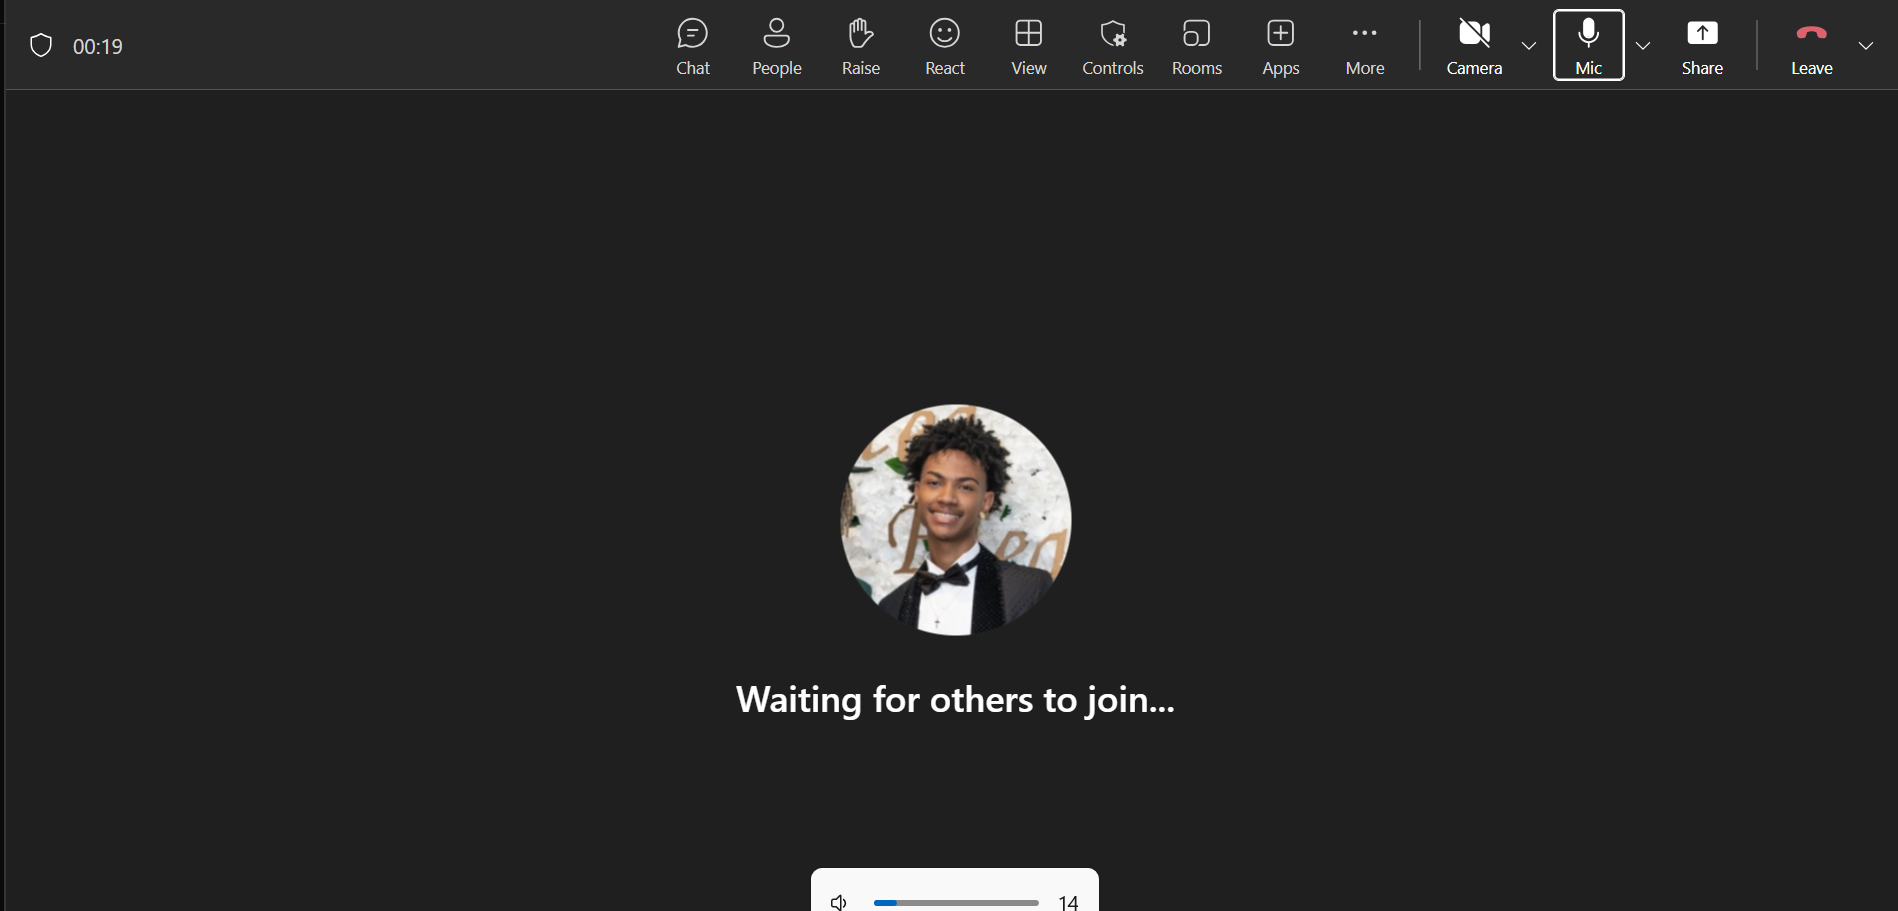 00:19
Chat People Raise React View Controls Rooms Apps More Camera Mic Share Leave
Waiting for others to join...
14